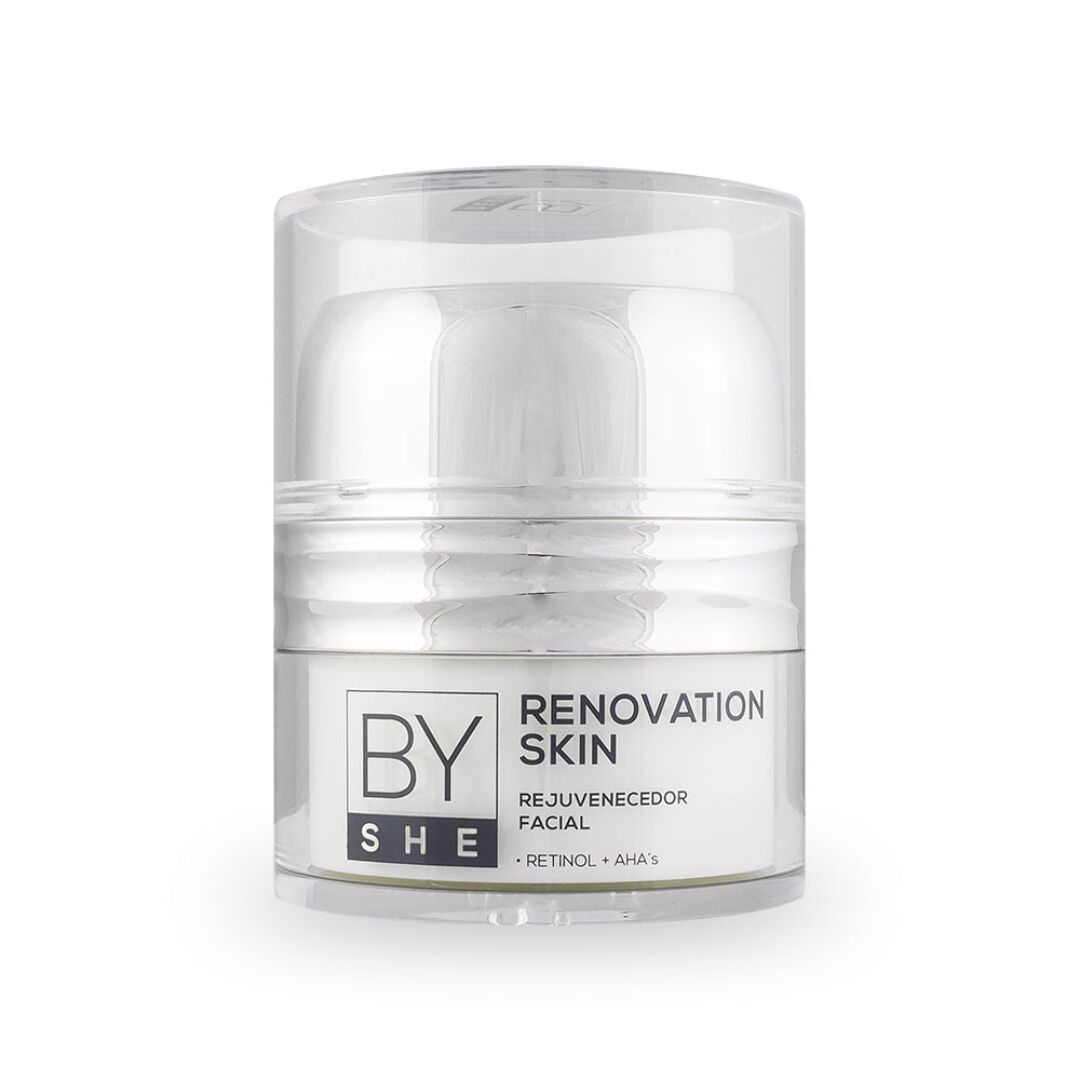 BY
SHE
RENOVATION
SKIN
REJUVENECEDOR
FACIAL
• RETINOL + AHA´s